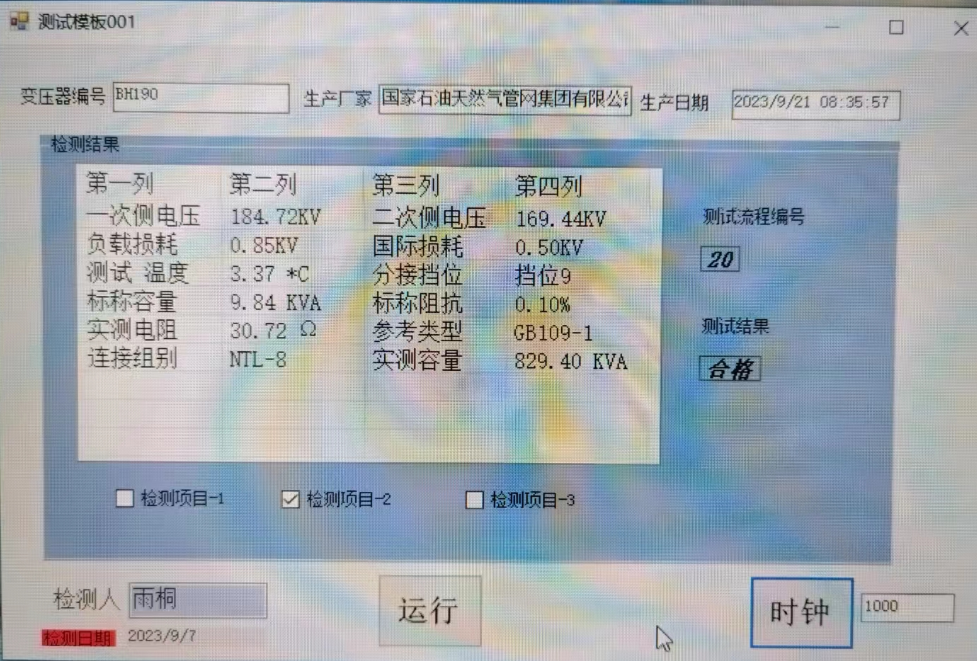 测试模板001
变压器编号 BH190 生产厂家 国家石油天然气管网集团有限公 生产日期 2023/9/21 08:35:57
检测结果
第一列 第二列 第三列 第四列
一次侧电压 184.72KV 二次侧电压 169.44KV
负载损耗 0.85KV 国际损耗 0.50KV
测试 温度 3.37 *C 分接挡位 挡位9
标称容量 9.84 KVA 标称阻抗 0.10%
实测电阻 30.72 Ω 参考类型 GB109-1
连接组别 NTL-8 实测容量 829.40 KVA
测试流程编号
20
测试结果
合格
检测项目-1 检测项目-2 检测项目-3
检测人 雨桐 运行 时钟 1000
检测日期 2023/9/7